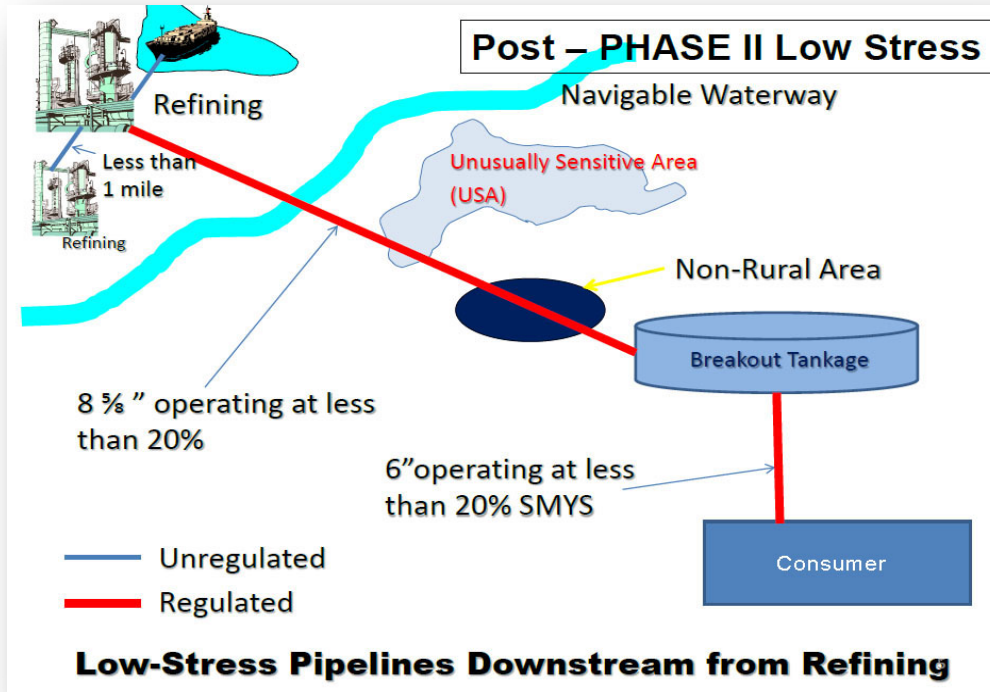 Post – PHASE II Low Stress
Navigable Waterway
Refining
Less than
1 mile
Refining
Unusually Sensitive Area
(USA)
Non-Rural Area
Breakout Tankage
8 ⅝ ” operating at less
than 20%
6”operating at less
than 20% SMYS
Consumer
Unregulated
Regulated
Low-Stress Pipelines Downstream from Refining